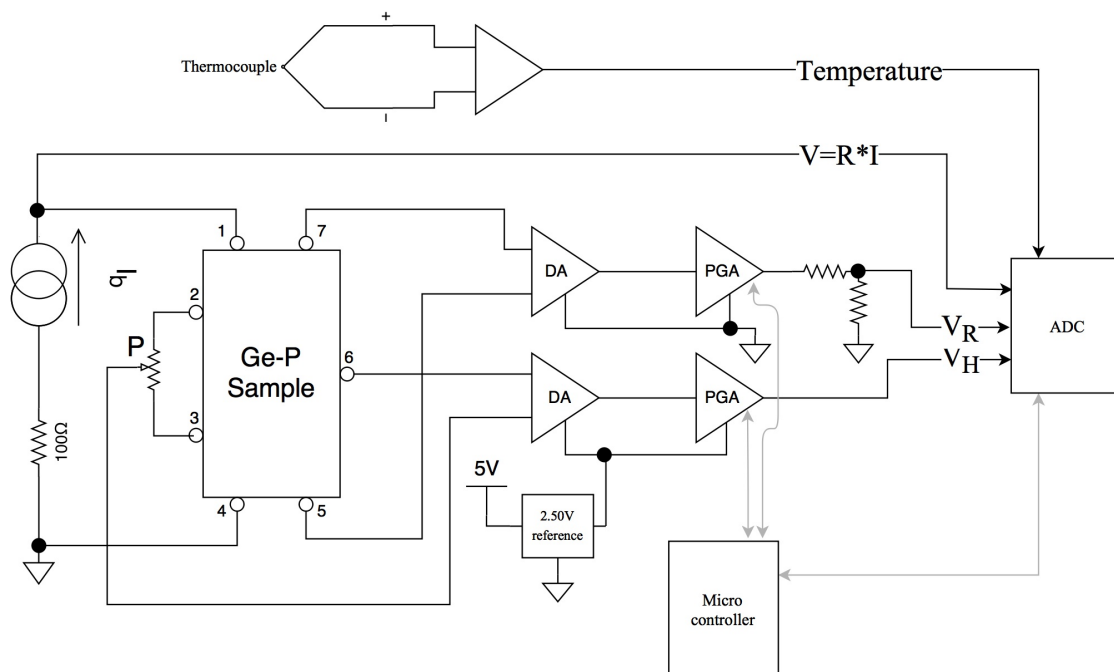 +
Thermocouple
−
Temperature
V=R*I
1
7
Iq
2
P
Ge-P
Sample
6
3
100Ω
4
5
DA
PGA
V_R
ADC
V_H
DA
PGA
5V
2.50V
reference
Micro
controller